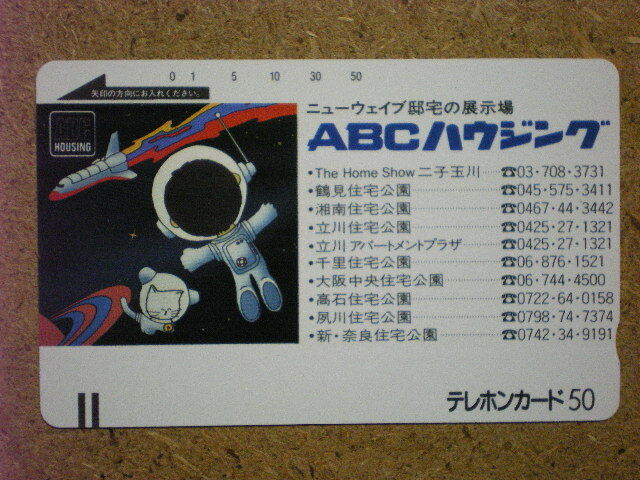 0 1 5 10 30 50
矢印の方向にお入れください。
ABC
HOUSING
ニューウェイブ邸宅の展示場
ABCハウジング
・The Home Show 二子玉川 ☎03・708・3731
・鶴見住宅公園 ☎045・575・3411
・湘南住宅公園 ☎0467・44・3442
・立川住宅公園 ☎0425・27・1321
・立川アパートメントプラザ ☎0425・27・1321
・千里住宅公園 ☎06・876・1521
・大阪中央住宅公園 ☎06・744・4500
・高石住宅公園 ☎0722・64・0158
・夙川住宅公園 ☎0798・74・7374
・新・奈良住宅公園 ☎0742・34・9191
テレホンカード50